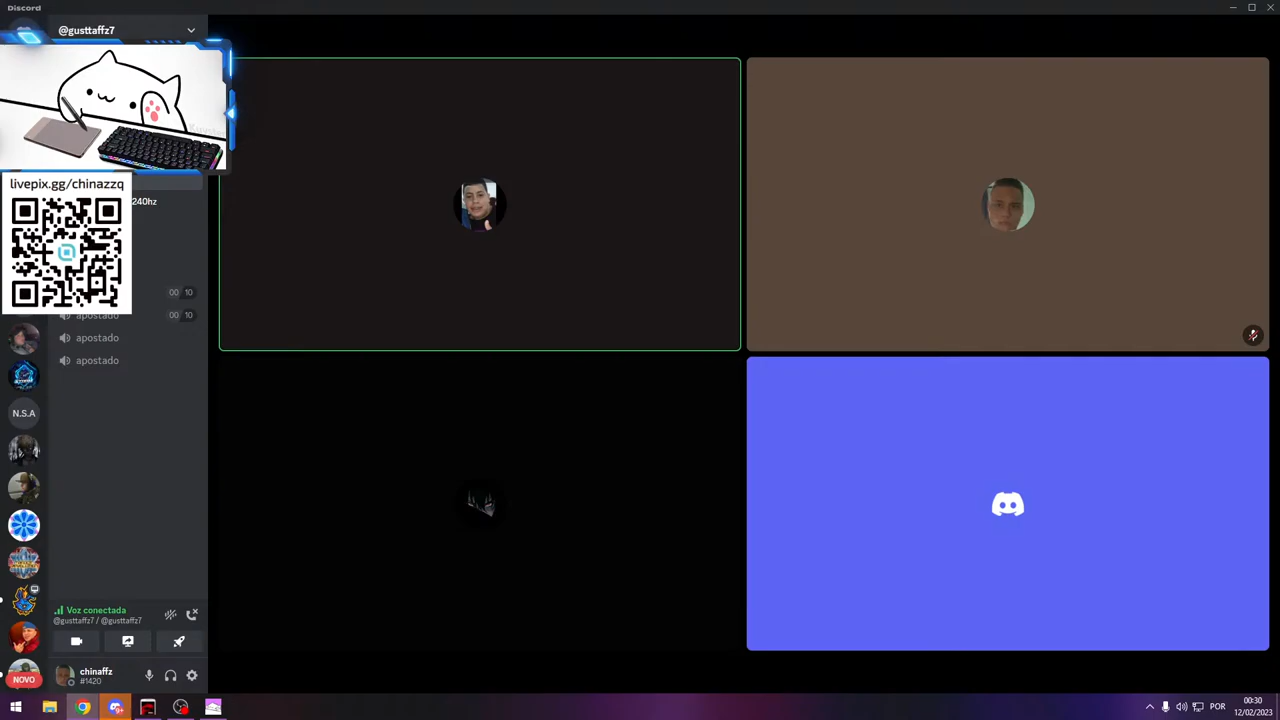 Discord
@gusttaffz7
livepix.gg/chinazzq
240hz
00 10
apostado 00 10
apostado
apostado
N.S.A
Voz conectada
@gusttaffz7 / @gusttaffz7
chinaffz
#1420
NOVO
POR
00:30
12/02/2023